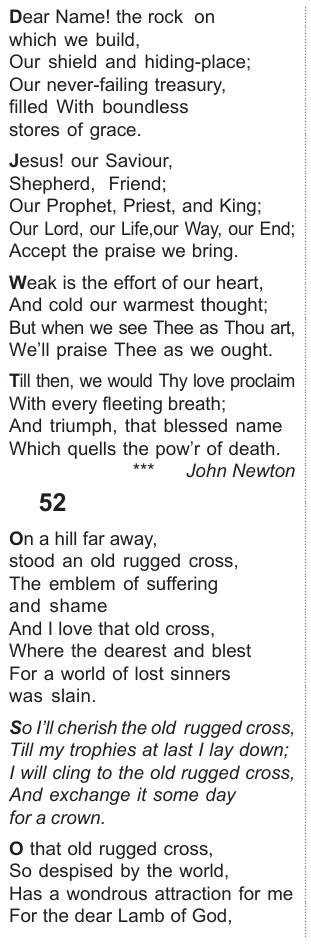 Dear Name! the rock on
which we build,
Our shield and hiding-place;
Our never-failing treasury,
filled With boundless
stores of grace.
Jesus! our Saviour,
Shepherd, Friend;
Our Prophet, Priest, and King;
Our Lord, our Life,our Way, our End;
Accept the praise we bring.
Weak is the effort of our heart,
And cold our warmest thought;
But when we see Thee as Thou art,
We'll praise Thee as we ought.
Till then, we would Thy love proclaim
With every fleeting breath;
And triumph, that blessed name
Which quells the pow'r of death.
*** John Newton
52
On a hill far away,
stood an old rugged cross,
The emblem of suffering
and shame
And I love that old cross,
Where the dearest and blest
For a world of lost sinners
was slain.
So I'll cherish the old rugged cross,
Till my trophies at last I lay down;
I will cling to the old rugged cross,
And exchange it some day
for a crown.
O that old rugged cross,
So despised by the world,
Has a wondrous attraction for me
For the dear Lamb of God,